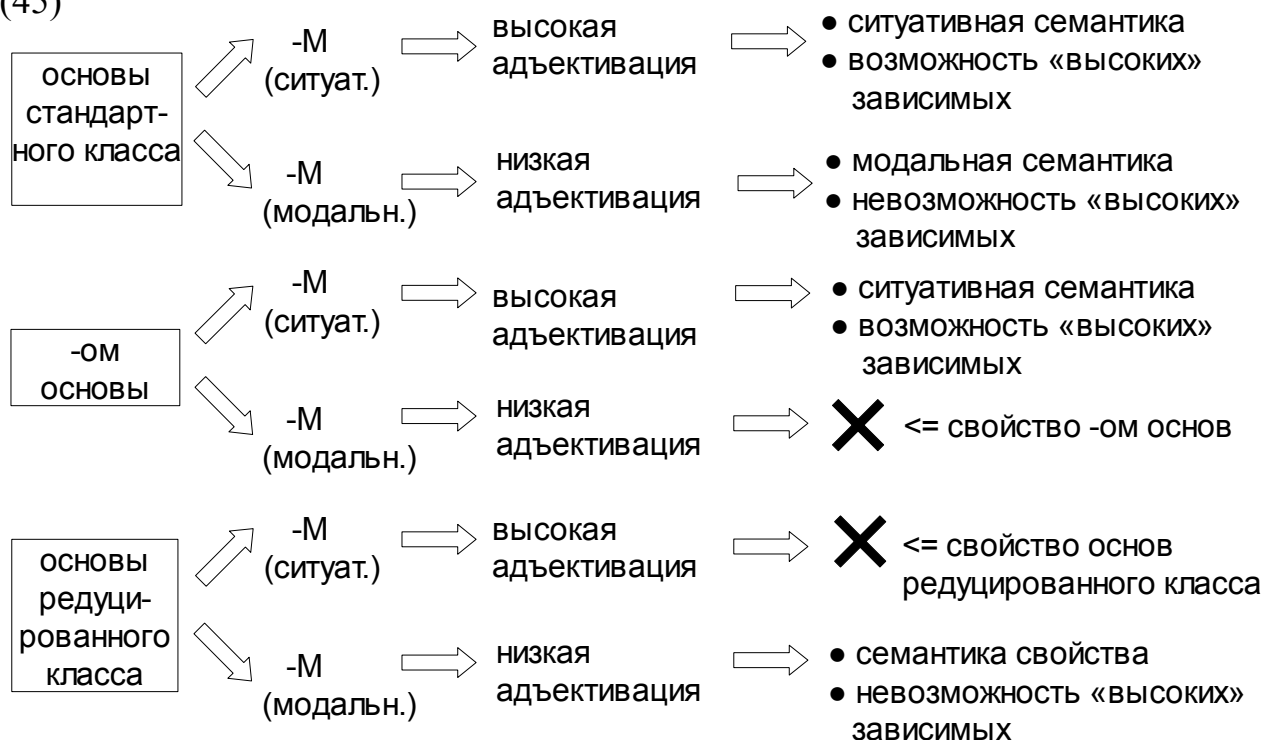 (45)
основы
стандарт-
ного класса
-М
(ситуат.)
высокая
адъективация
● ситуативная семантика
● возможность «высоких»
зависимых
-М
(модальн.)
низкая
адъективация
● модальная семантика
● невозможность «высоких»
зависимых
-ом
основы
-М
(ситуат.)
высокая
адъективация
● ситуативная семантика
● возможность «высоких»
зависимых
-М
(модальн.)
низкая
адъективация
<= свойство -ом основ
основы
редуци-
рованного
класса
-М
(ситуат.)
высокая
адъективация
<= свойство основ
редуцированного класса
-М
(модальн.)
низкая
адъективация
● семантика свойства
● невозможность «высоких»
зависимых